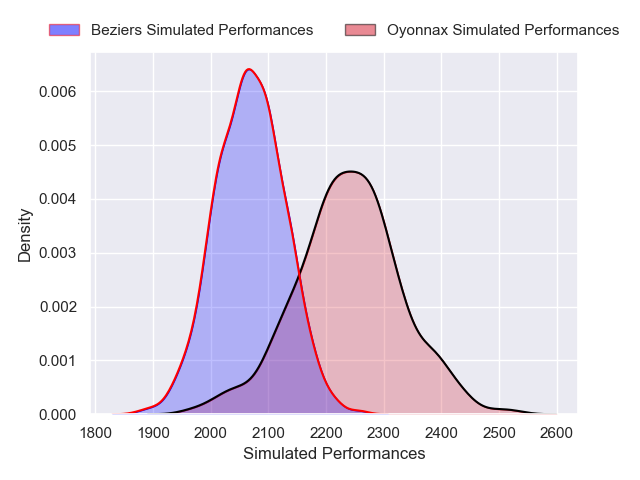 Beziers Simulated Performances Oyonnax Simulated Performances
0.006
0.005
0.004
0.003
0.002
0.001
0.000
Density
1800 1900 2000 2100 2200 2300 2400 2500 2600
Simulated Performances